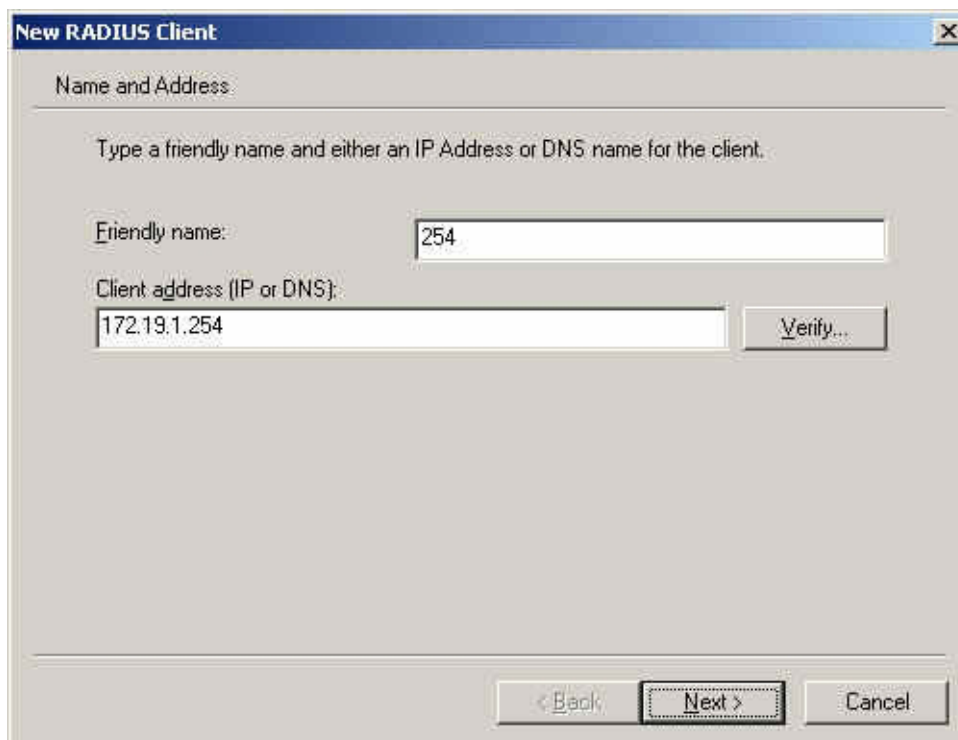 New RADIUS Client
Name and Address
Type a friendly name and either an IP Address or DNS name for the client.
Friendly name:
254
Client address (IP or DNS):
172.19.1.254
Verify...
< Back
Next >
Cancel